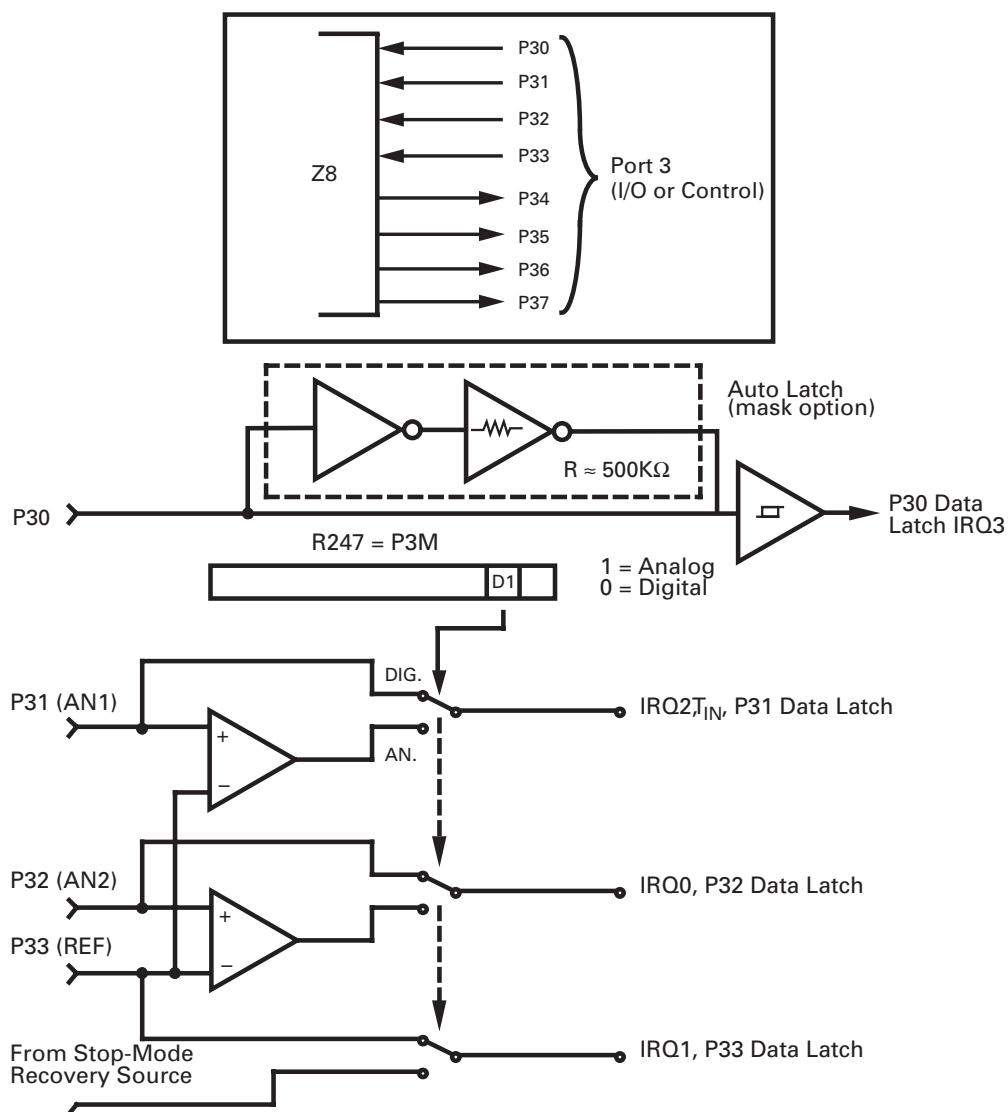 P30
P31
P32
P33
Z8
P34
P35
P36
P37
Port 3
(I/O or Control)
Auto Latch
(mask option)
R ≈ 500KΩ
P30
P30 Data
Latch IRQ3
R247 = P3M
D1
1 = Analog
0 = Digital
DIG.
P31 (AN1)
IRQ2,TIN, P31 Data Latch
+
AN.
–
P32 (AN2)
IRQ0, P32 Data Latch
+
P33 (REF)
–
From Stop-Mode
Recovery Source
IRQ1, P33 Data Latch